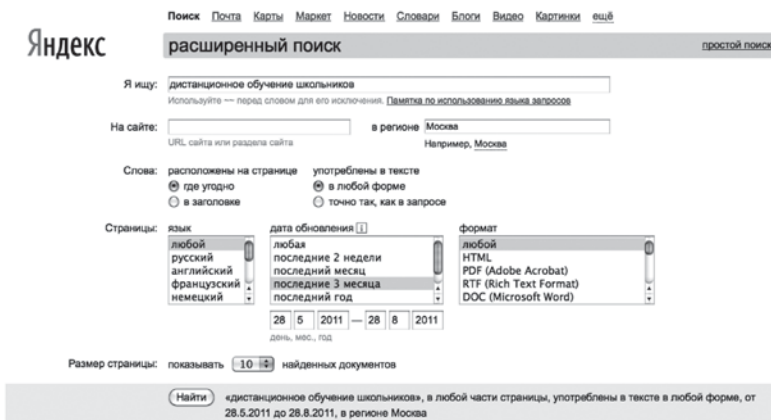 Поиск Почта Карты Маркет Новости Словари Блоги Видео Картинки ещё
Яндекс
расширенный поиск
простой поиск
Я ищу: дистанционное обучение школьников
Используйте ~~ перед словом для его исключения. Памятка по использованию языка запросов
На сайте: в регионе Москва
URL сайта или раздела сайта Например, Москва
Слова: расположены на странице употреблены в тексте
где угодно в любой форме
в заголовке точно так, как в запросе
Страницы: язык дата обновления i формат
любой любая любой
русский последние 2 недели HTML
английский последний месяц PDF (Adobe Acrobat)
французский последние 3 месяца RTF (Rich Text Format)
немецкий последний год DOC (Microsoft Word)
28 5 2011 — 28 8 2011
день, мес., год
Размер страницы: показывать 10 найденных документов
Найти «дистанционное обучение школьников», в любой части страницы, употреблены в тексте в любой форме, от
28.5.2011 до 28.8.2011, в регионе Москва